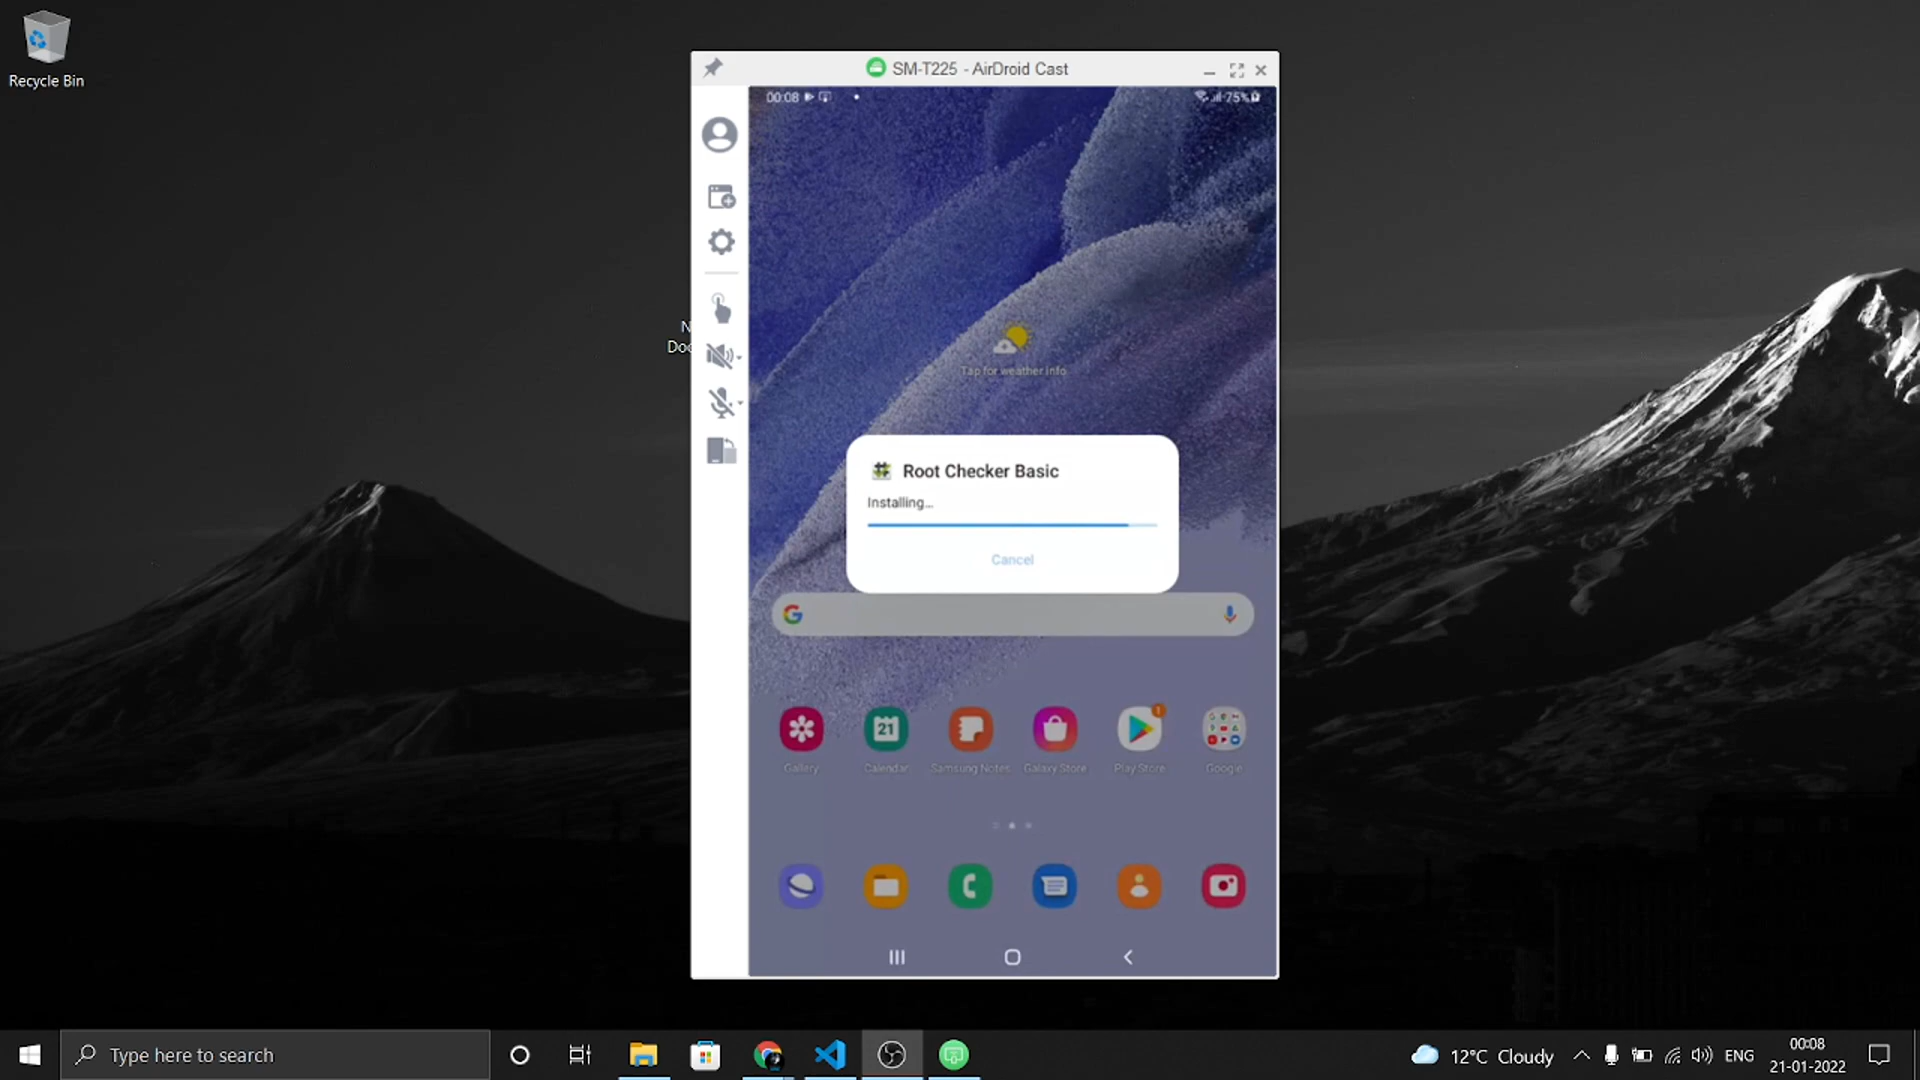 Recycle Bin
SM-T225 - AirDroid Cast
00:08
75%
N
Doc
Tap for weather info
Root Checker Basic
Installing...
Cancel
G
21
1
Gallery
Calendar
Samsung Notes
Galaxy Store
Play Store
Google
Type here to search
12°C Cloudy
ENG
00:08
21-01-2022